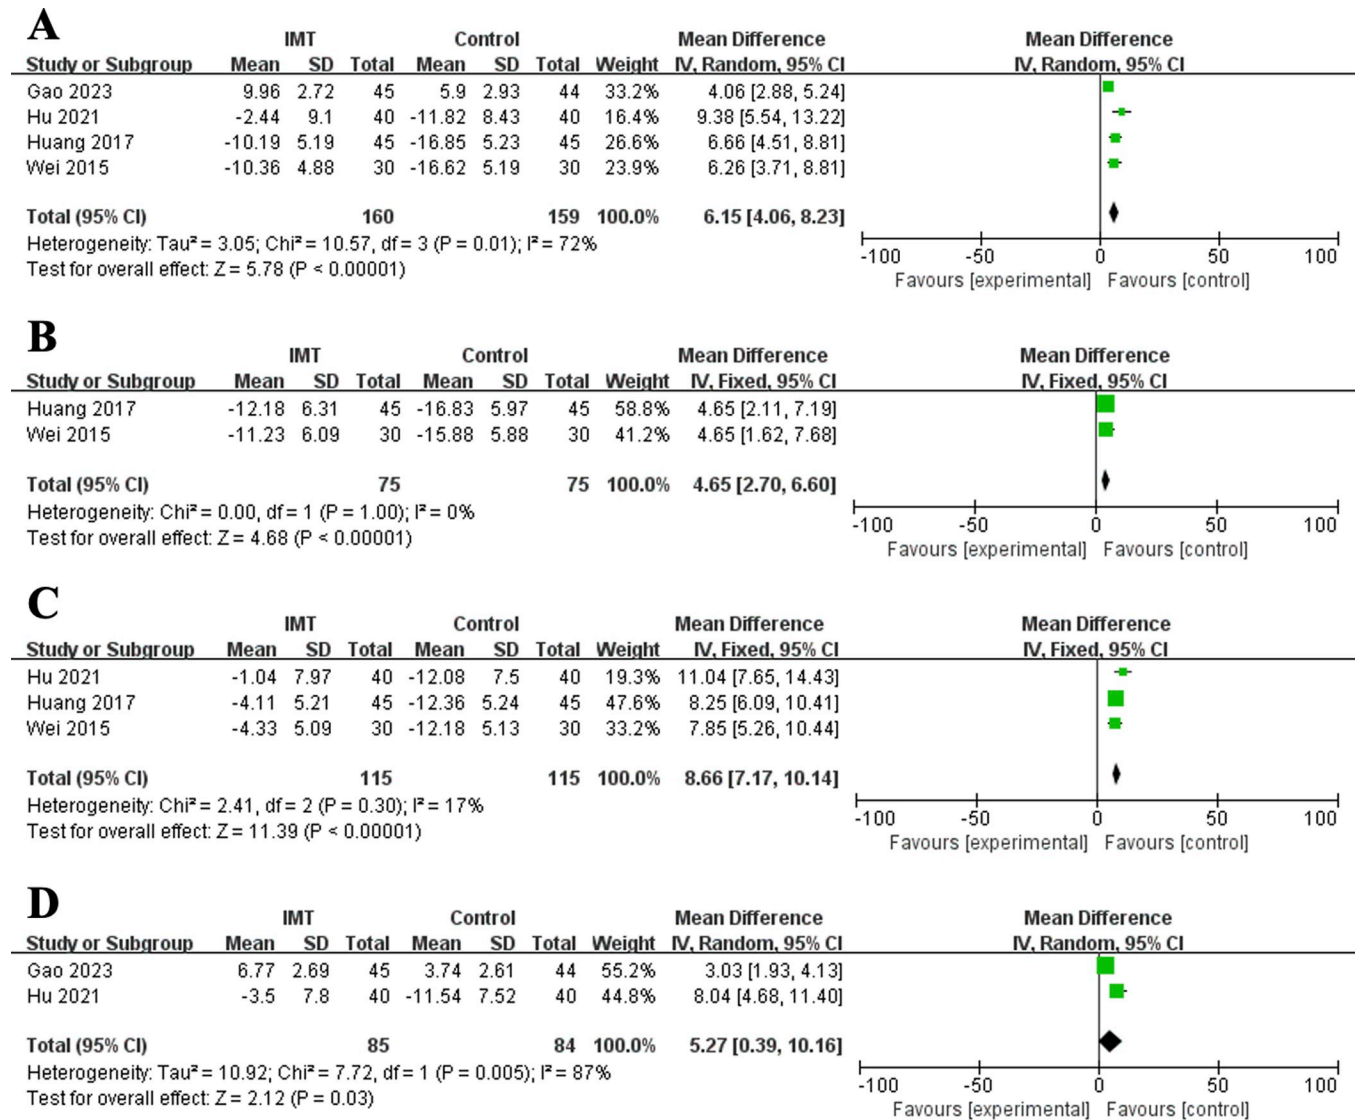 A
IMT Control Mean Difference Mean Difference
Study or Subgroup Mean SD Total Mean SD Total Weight IV, Random, 95% CI IV, Random, 95% CI
Gao 2023 9.96 2.72 45 5.9 2.93 44 33.2% 4.06 [2.88, 5.24]
Hu 2021 -2.44 9.1 40 -11.82 8.43 40 16.4% 9.38 [5.54, 13.22]
Huang 2017 -10.19 5.19 45 -16.85 5.23 45 26.6% 6.66 [4.51, 8.81]
Wei 2015 -10.36 4.88 30 -16.62 5.19 30 23.9% 6.26 [3.71, 8.81]
Total (95% CI) 160 159 100.0% 6.15 [4.06, 8.23]
Heterogeneity: Tau² = 3.05; Chi² = 10.57, df = 3 (P = 0.01); I² = 72%
Test for overall effect: Z = 5.78 (P < 0.00001)
-100 -50 0 50 100
Favours [experimental] Favours [control]
B
IMT Control Mean Difference Mean Difference
Study or Subgroup Mean SD Total Mean SD Total Weight IV, Fixed, 95% CI IV, Fixed, 95% CI
Huang 2017 -12.18 6.31 45 -16.83 5.97 45 58.8% 4.65 [2.11, 7.19]
Wei 2015 -11.23 6.09 30 -15.88 5.88 30 41.2% 4.65 [1.62, 7.68]
Total (95% CI) 75 75 100.0% 4.65 [2.70, 6.60]
Heterogeneity: Chi² = 0.00, df = 1 (P = 1.00); I² = 0%
Test for overall effect: Z = 4.68 (P < 0.00001)
-100 -50 0 50 100
Favours [experimental] Favours [control]
C
IMT Control Mean Difference Mean Difference
Study or Subgroup Mean SD Total Mean SD Total Weight IV, Fixed, 95% CI IV, Fixed, 95% CI
Hu 2021 -1.04 7.97 40 -12.08 7.5 40 19.3% 11.04 [7.65, 14.43]
Huang 2017 -4.11 5.21 45 -12.36 5.24 45 47.6% 8.25 [6.09, 10.41]
Wei 2015 -4.33 5.09 30 -12.18 5.13 30 33.2% 7.85 [5.26, 10.44]
Total (95% CI) 115 115 100.0% 8.66 [7.17, 10.14]
Heterogeneity: Chi² = 2.41, df = 2 (P = 0.30); I² = 17%
Test for overall effect: Z = 11.39 (P < 0.00001)
-100 -50 0 50 100
Favours [experimental] Favours [control]
D
IMT Control Mean Difference Mean Difference
Study or Subgroup Mean SD Total Mean SD Total Weight IV, Random, 95% CI IV, Random, 95% CI
Gao 2023 6.77 2.69 45 3.74 2.61 44 55.2% 3.03 [1.93, 4.13]
Hu 2021 -3.5 7.8 40 -11.54 7.52 40 44.8% 8.04 [4.68, 11.40]
Total (95% CI) 85 84 100.0% 5.27 [0.39, 10.16]
Heterogeneity: Tau² = 10.92; Chi² = 7.72, df = 1 (P = 0.005); I² = 87%
Test for overall effect: Z = 2.12 (P = 0.03)
-100 -50 0 50 100
Favours [experimental] Favours [control]